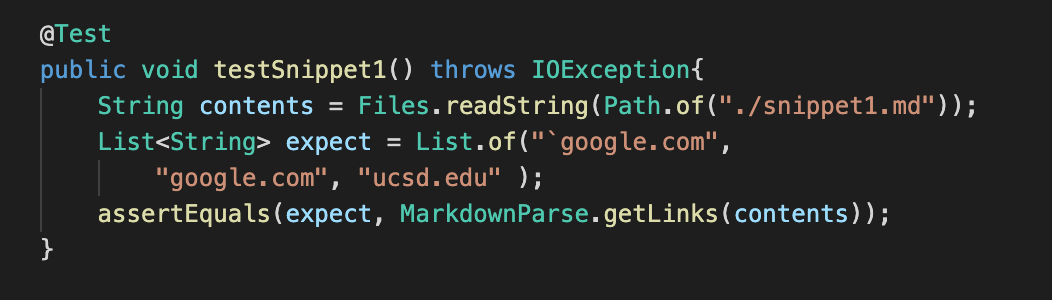 @Test
public void testSnippet1() throws IOException{
    String contents = Files.readString(Path.of("./snippet1.md"));
    List<String> expect = List.of("`google.com",
        "google.com", "ucsd.edu" );
    assertEquals(expect, MarkdownParse.getLinks(contents));
}